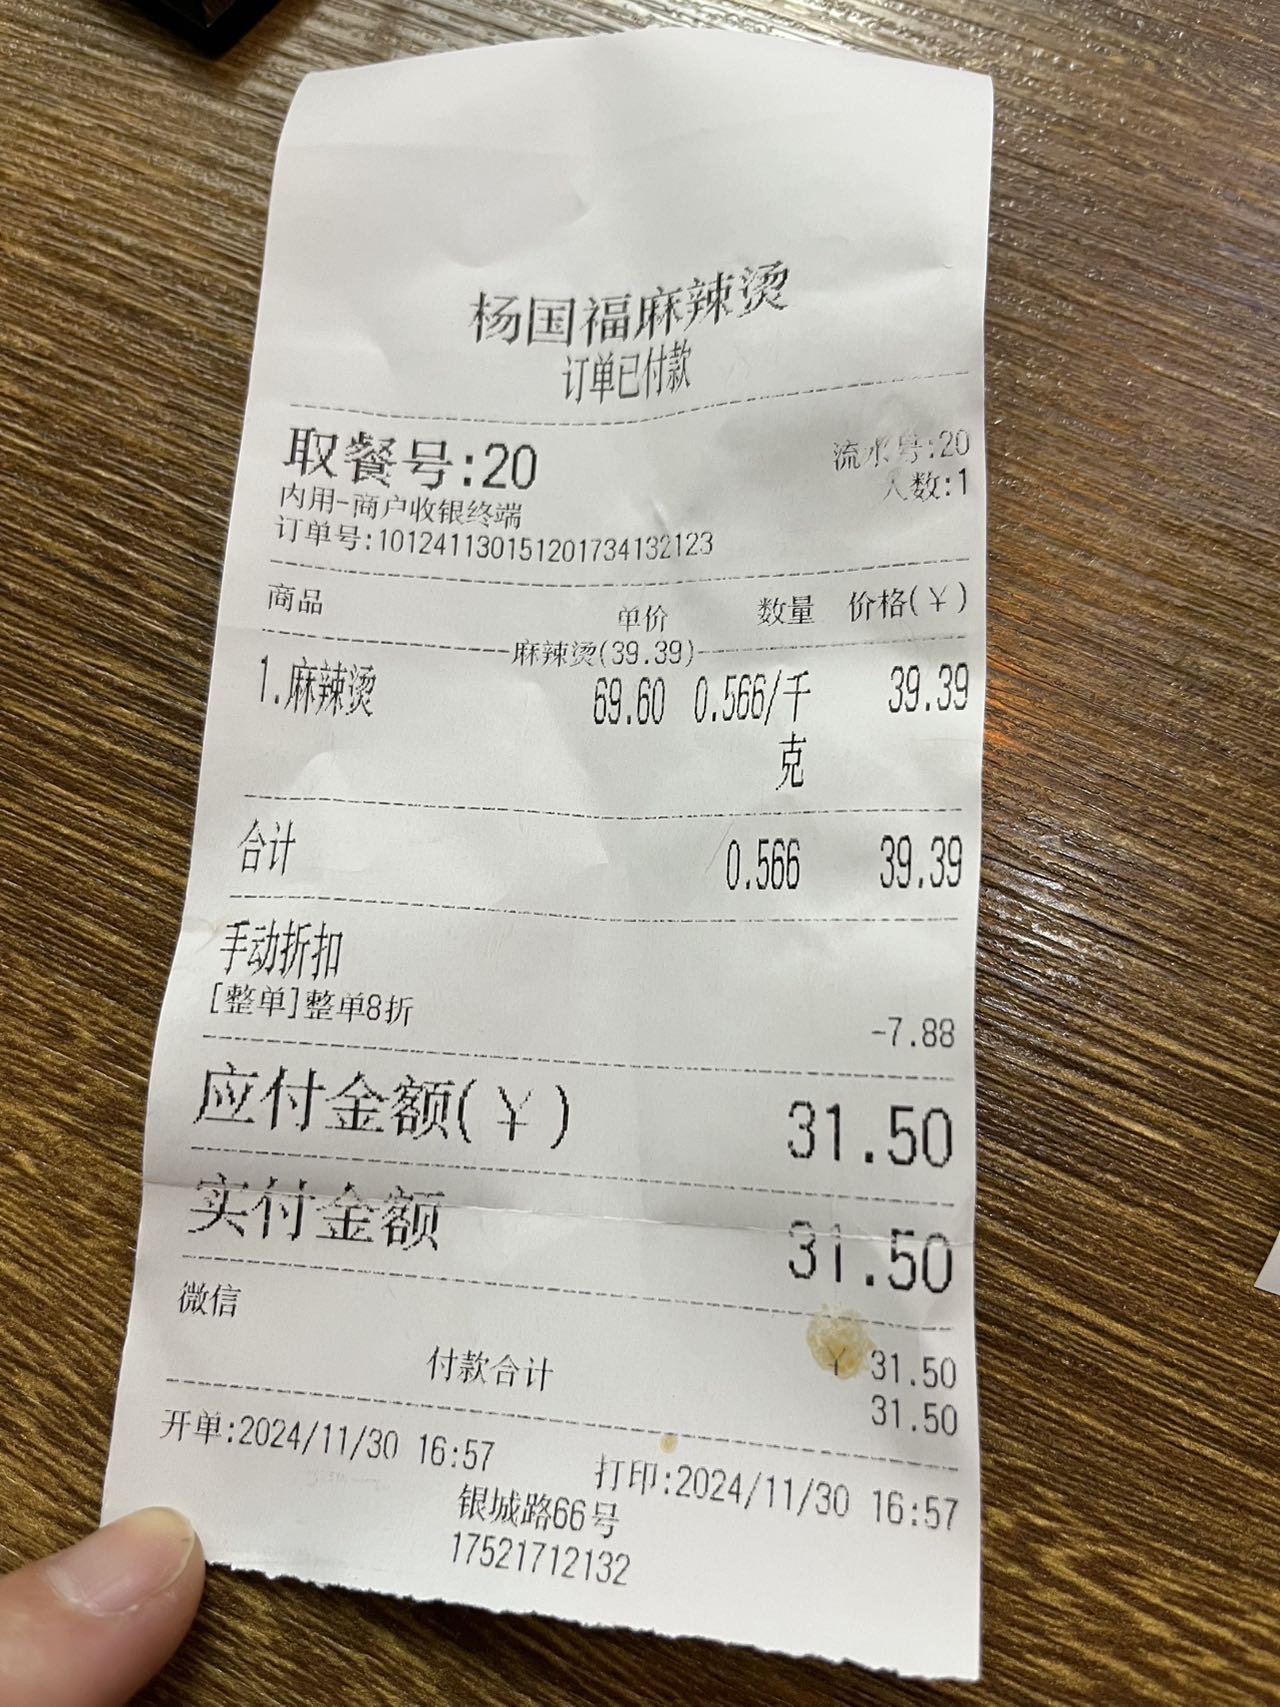 杨国福麻辣烫
订单已付款
取餐号:20 流水号:20
内用-商户收银终端 人数:1
订单号:101241130151201734132123
商品 单价 数量 价格(¥)
麻辣烫(39.39)
1.麻辣烫 69.60 0.566/千克 39.39
合计 0.566 39.39
手动折扣
[整单]整单8折 -7.88
应付金额(¥) 31.50
实付金额 31.50
微信 ¥ 31.50
付款合计 31.50
开单:2024/11/30 16:57 打印:2024/11/30 16:57
银城路66号
17521712132